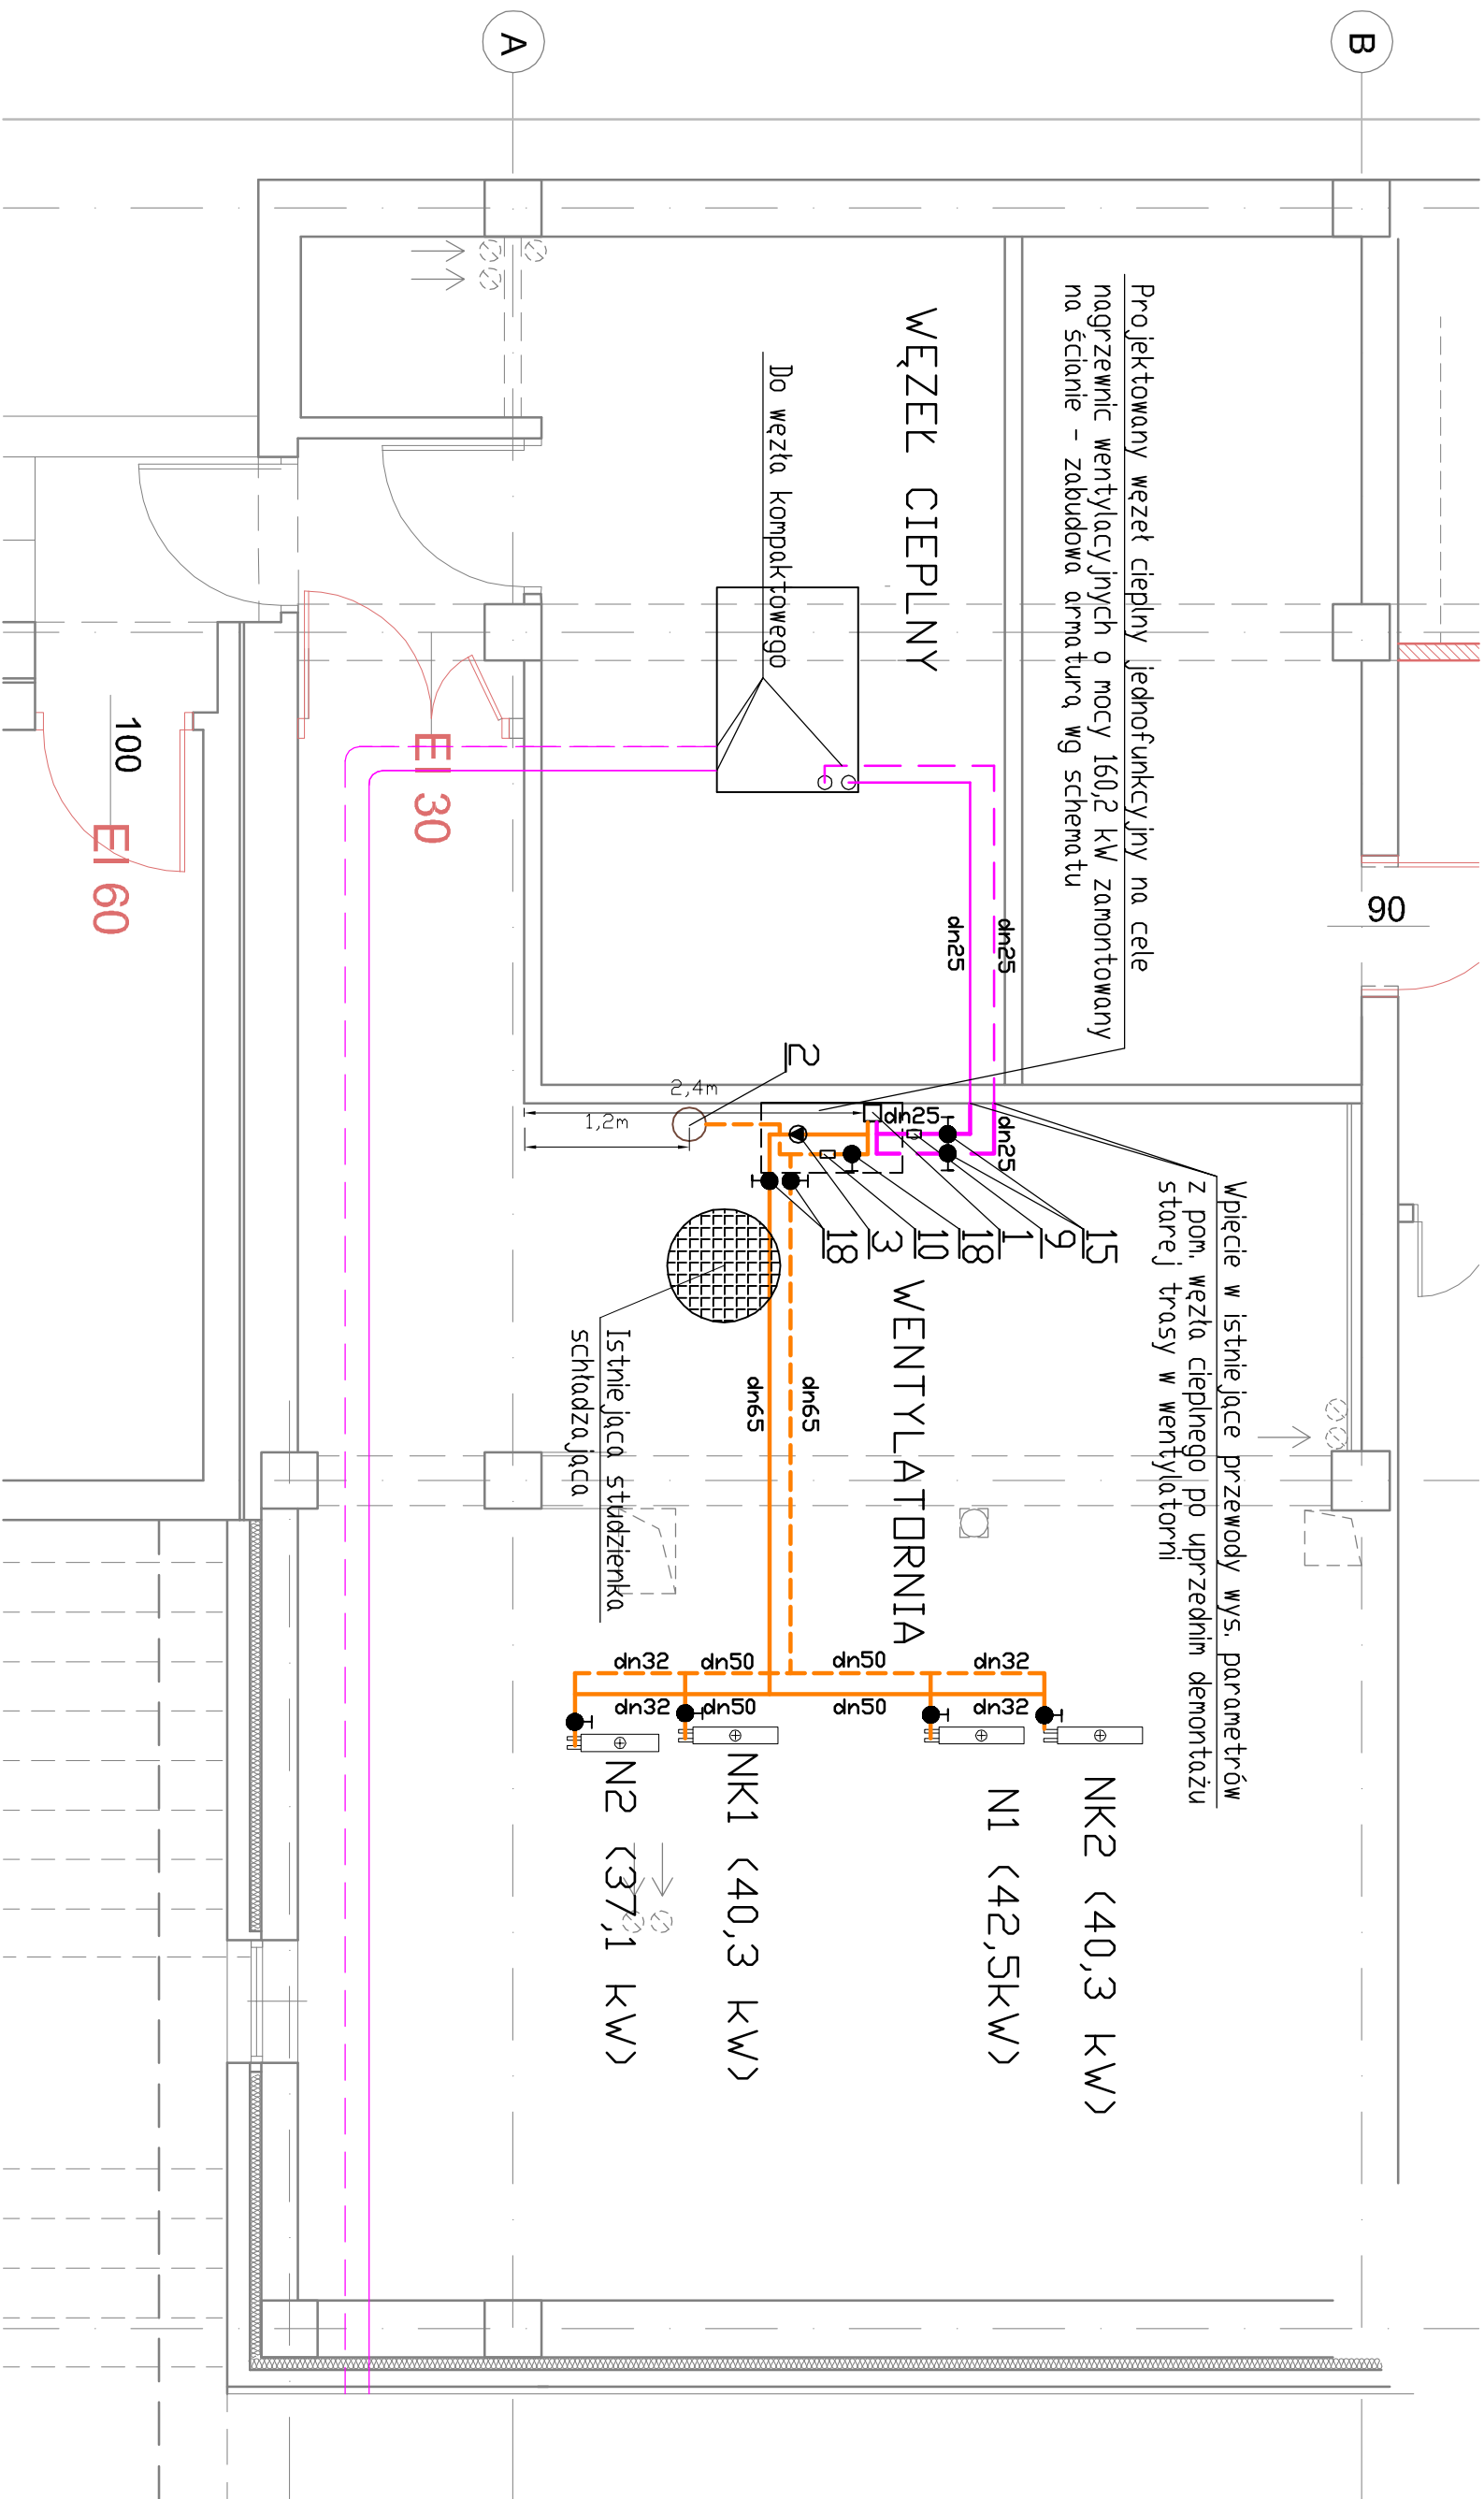 A
B
Projektowany węzeł cieplny jednofunkcyjny na cele
nagrzewnic wentylacyjnych o mocy 160,2 kW zamontowany
na ścianie - zabudowa armaturą wg schematu
WĘZEŁ CIEPLNY
Do węzła kompaktowego
EI 30
100
EI 60
90
dn25
dn25
2
2,4m
1,2m
dn25
dn25
15
9
1
18
10
3
18
Wpięcie w istniejące przewody wys. parametrów
z pom. węzła cieplnego po uprzednim demontażu
starej trasy w wentylatorni
WENTYLATORNIA
Istniejąca studzienka
schładzająca
dn65
dn65
dn32
dn50
dn50
dn32
dn32
dn50
dn50
dn32
NK2 (40,3 kW)
N1 (42,5kW)
NK1 (40,3 kW)
N2 (37,1 kW)